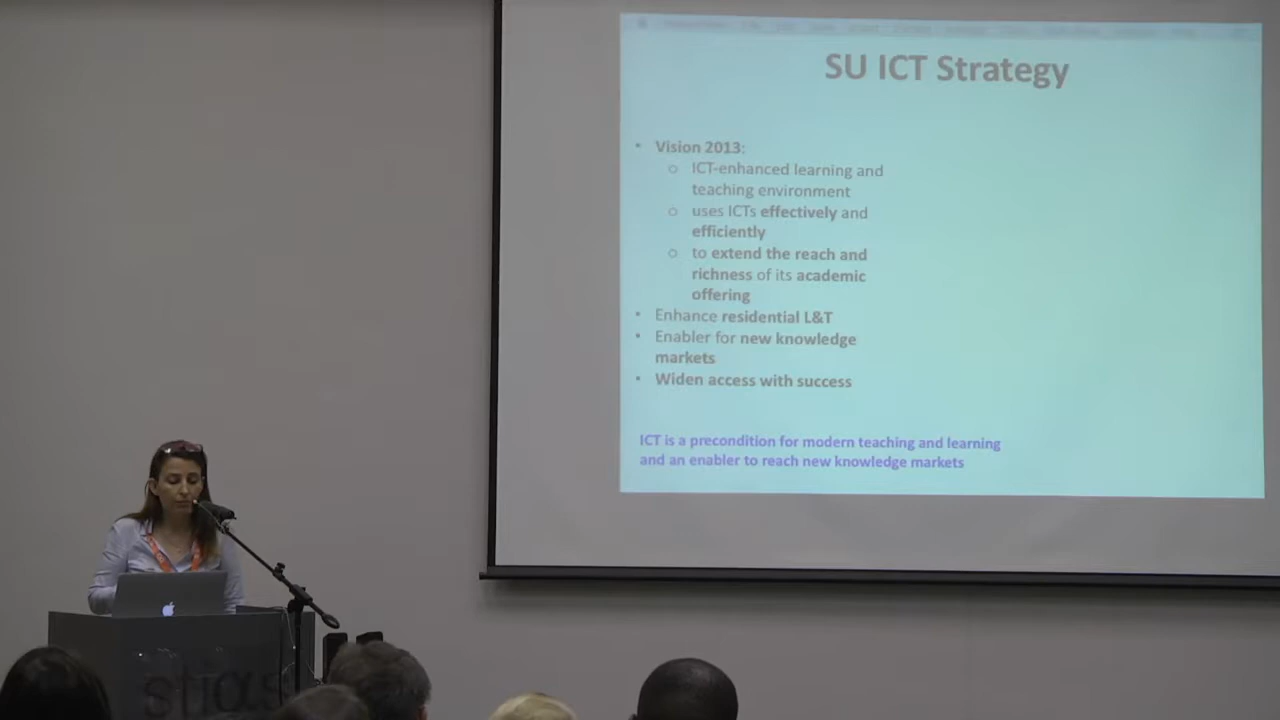 SU ICT Strategy
• Vision 2013:
o ICT-enhanced learning and
teaching environment
o uses ICTs effectively and
efficiently
o to extend the reach and
richness of its academic
offering
• Enhance residential L&T
• Enabler for new knowledge
markets
• Widen access with success
ICT is a precondition for modern teaching and learning
and an enabler to reach new knowledge markets
stias